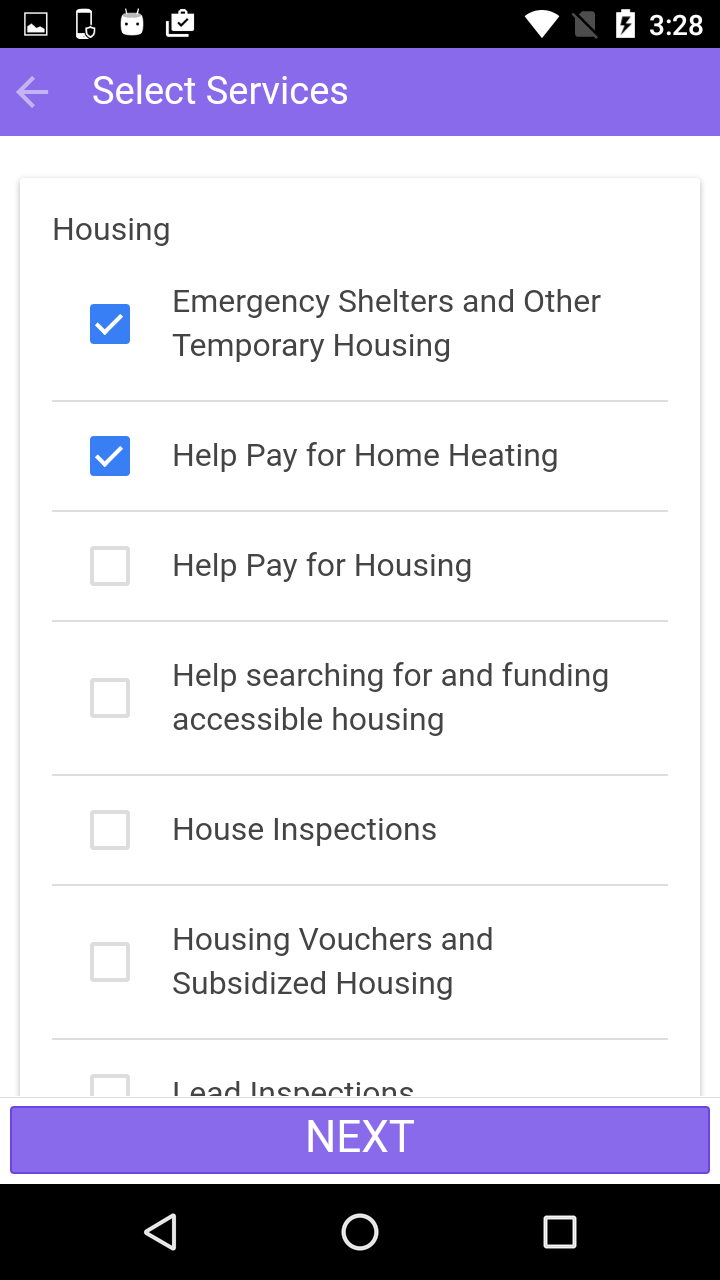 3:28
Select Services
Housing
Emergency Shelters and Other
Temporary Housing
Help Pay for Home Heating
Help Pay for Housing
Help searching for and funding
accessible housing
House Inspections
Housing Vouchers and
Subsidized Housing
Lead Inspections
NEXT